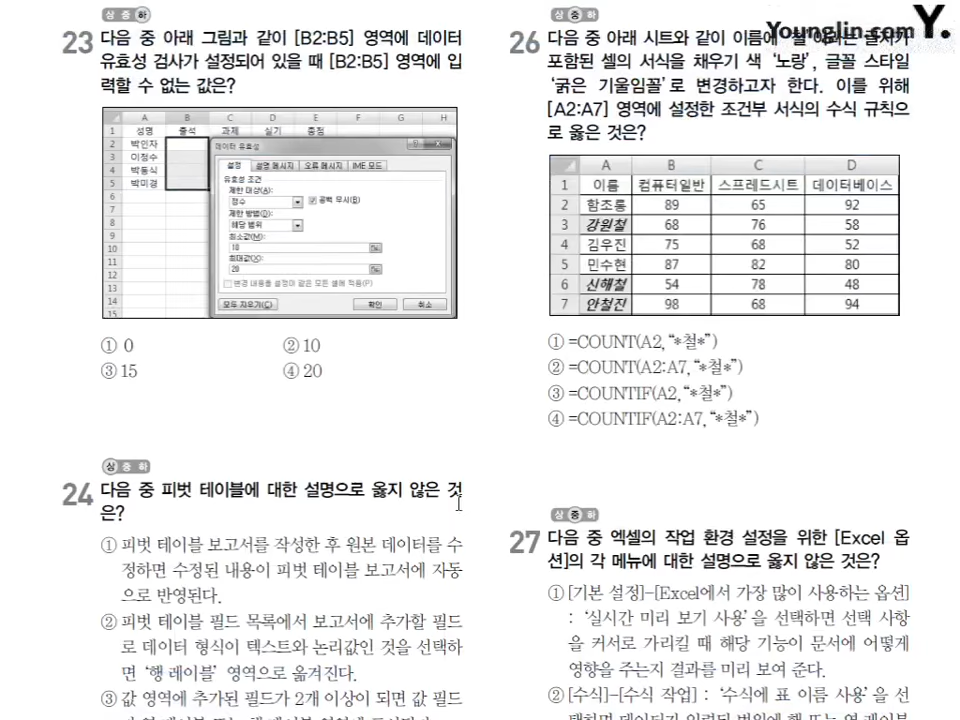 상 중 하
23 다음 중 아래 그림과 같이 [B2:B5] 영역에 데이터
유효성 검사가 설정되어 있을 때 [B2:B5] 영역에 입
력할 수 없는 값은?
A B C D E F G H
1 성명 출석 과제 실기 총점
2 박인자
3 이정수
4 박동식
5 박미경
6
7
8
9
10
11
12
13
14
15
데이터 유효성
설정 설명 메시지 오류 메시지 IME 모드
유효성 조건
제한 대상(A):
정수 공백 무시(B)
제한 방법(D):
해당 범위
최소값(M):
10
최대값(X):
20
변경 내용을 설정이 같은 모든 셀에 적용(P)
모두 지우기(C) 확인 취소
① 0 ② 10
③ 15 ④ 20
상 중 하
24 다음 중 피벗 테이블에 대한 설명으로 옳지 않은 것
은?
① 피벗 테이블 보고서를 작성한 후 원본 데이터를 수
정하면 수정된 내용이 피벗 테이블 보고서에 자동
으로 반영된다.
② 피벗 테이블 필드 목록에서 보고서에 추가할 필드
로 데이터 형식이 텍스트와 논리값인 것을 선택하
면 ‘행 레이블’ 영역으로 옮겨진다.
③ 값 영역에 추가된 필드가 2개 이상이 되면 값 필드
상 중 하
Younglin.com Y.
26 다음 중 아래 시트와 같이 이름에
포함된 셀의 서식을 채우기 색 ‘노랑’, 글꼴 스타일
‘굵은 기울임꼴’로 변경하고자 한다. 이를 위해
[A2:A7] 영역에 설정한 조건부 서식의 수식 규칙으
로 옳은 것은?
A B C D
1 이름 컴퓨터일반 스프레드시트 데이터베이스
2 함초롱 89 65 92
3 강원철 68 76 58
4 김우진 75 68 52
5 민수현 87 82 80
6 신해철 54 78 48
7 안철진 98 68 94
① =COUNT(A2,“*철*”)
② =COUNT(A2:A7,“*철*”)
③ =COUNTIF(A2,“*철*”)
④ =COUNTIF(A2:A7,“*철*”)
상 중 하
27 다음 중 엑셀의 작업 환경 설정을 위한 [Excel 옵
션]의 각 메뉴에 대한 설명으로 옳지 않은 것은?
① [기본 설정]-[Excel에서 가장 많이 사용하는 옵션]
: ‘실시간 미리 보기 사용’을 선택하면 선택 사항
을 커서로 가리킬 때 해당 기능이 문서에 어떻게
영향을 주는지 결과를 미리 보여 준다.
② [수식]-[수식 작업] : ‘수식에 표 이름 사용’을 선